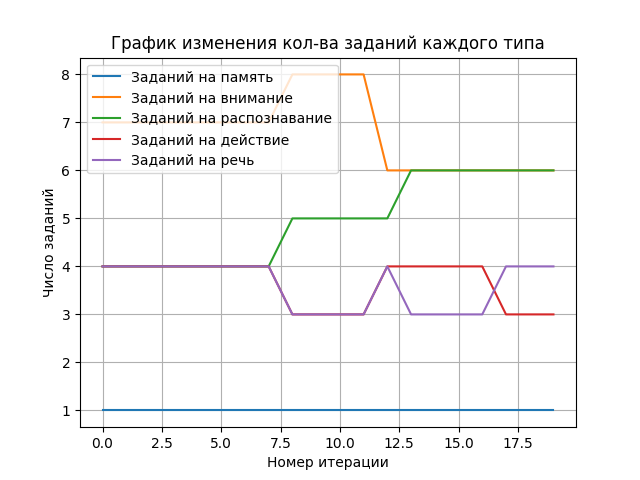 График изменения кол-ва заданий каждого типа
Заданий на память
Заданий на внимание
Заданий на распознавание
Заданий на действие
Заданий на речь
Число заданий
8
7
6
5
4
3
2
1
0.0 2.5 5.0 7.5 10.0 12.5 15.0 17.5
Номер итерации